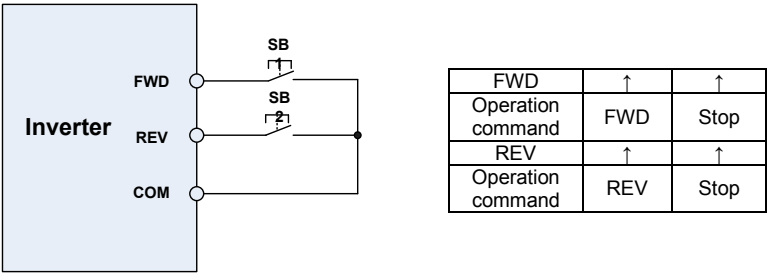 SB
1
FWD
SB
2
Inverter
REV
COM
FWD ↑ ↑
Operation command FWD Stop
REV ↑ ↑
Operation command REV Stop